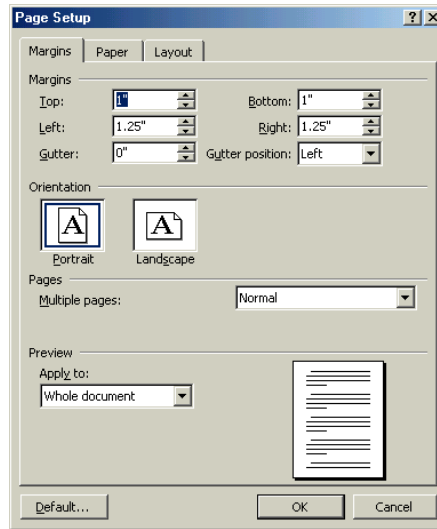 Page Setup
Margins Paper Layout
Margins
Top: 1" Bottom: 1"
Left: 1.25" Right: 1.25"
Gutter: 0" Gutter position: Left
Orientation
A A
Portrait Landscape
Pages
Multiple pages: Normal
Preview
Apply to:
Whole document
Default... OK Cancel